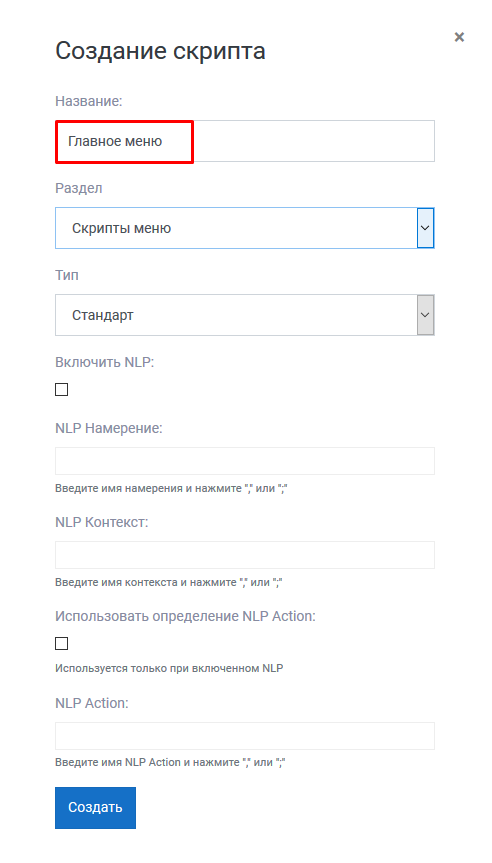 Создание скрипта
×
Название:
Главное меню
Раздел
Скрипты меню
Тип
Стандарт
Включить NLP:
NLP Намерение:
Введите имя намерения и нажмите "," или ";"
NLP Контекст:
Введите имя контекста и нажмите "," или ";"
Использовать определение NLP Action:
Используется только при включенном NLP
NLP Action:
Введите имя NLP Action и нажмите "," или ";"
Создать